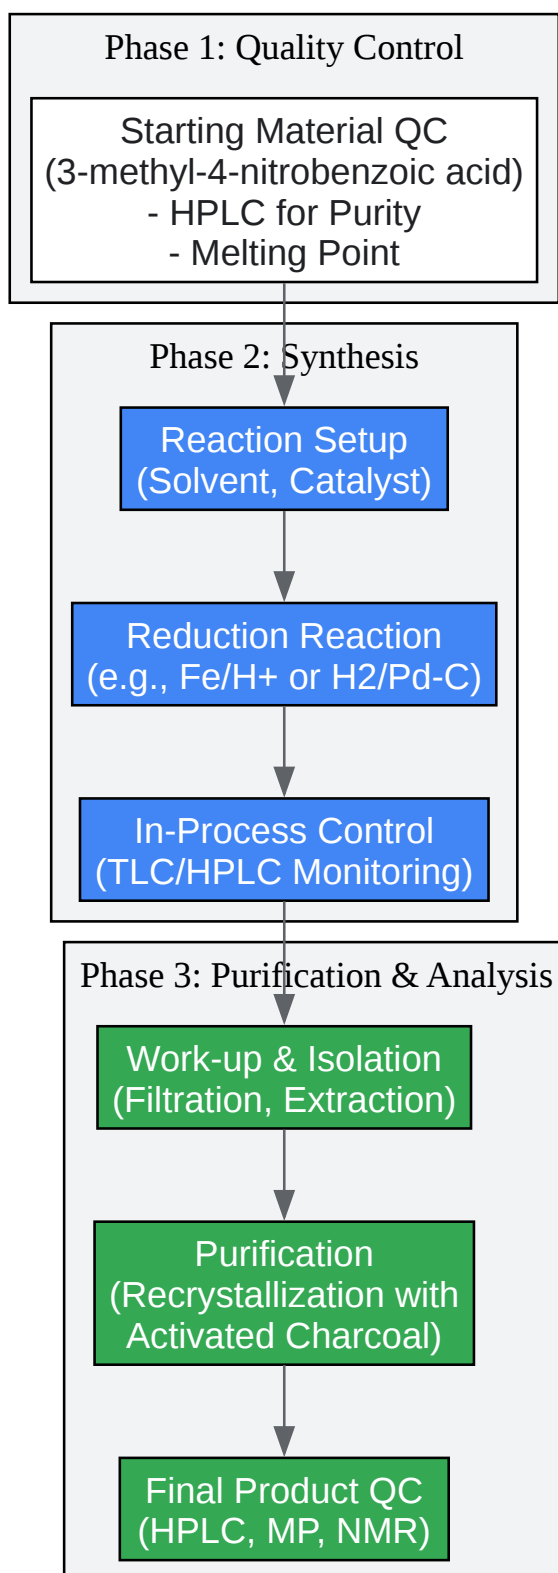 Phase 1: Quality Control
Starting Material QC
(3-methyl-4-nitrobenzoic acid)
- HPLC for Purity
- Melting Point
Phase 2: Synthesis
Reaction Setup
(Solvent, Catalyst)
Reduction Reaction
(e.g., Fe/H+ or H2/Pd-C)
In-Process Control
(TLC/HPLC Monitoring)
Phase 3: Purification & Analysis
Work-up & Isolation
(Filtration, Extraction)
Purification
(Recrystallization with
Activated Charcoal)
Final Product QC
(HPLC, MP, NMR)